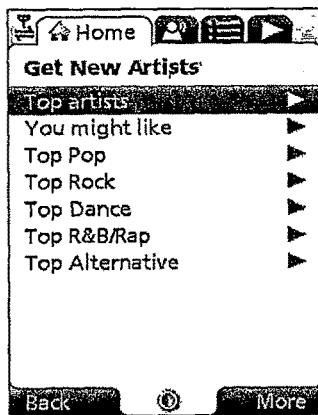 Home
Get New Artists
Top artists
You might like
Top Pop
Top Rock
Top Dance
Top R&B/Rap
Top Alternative
Back More